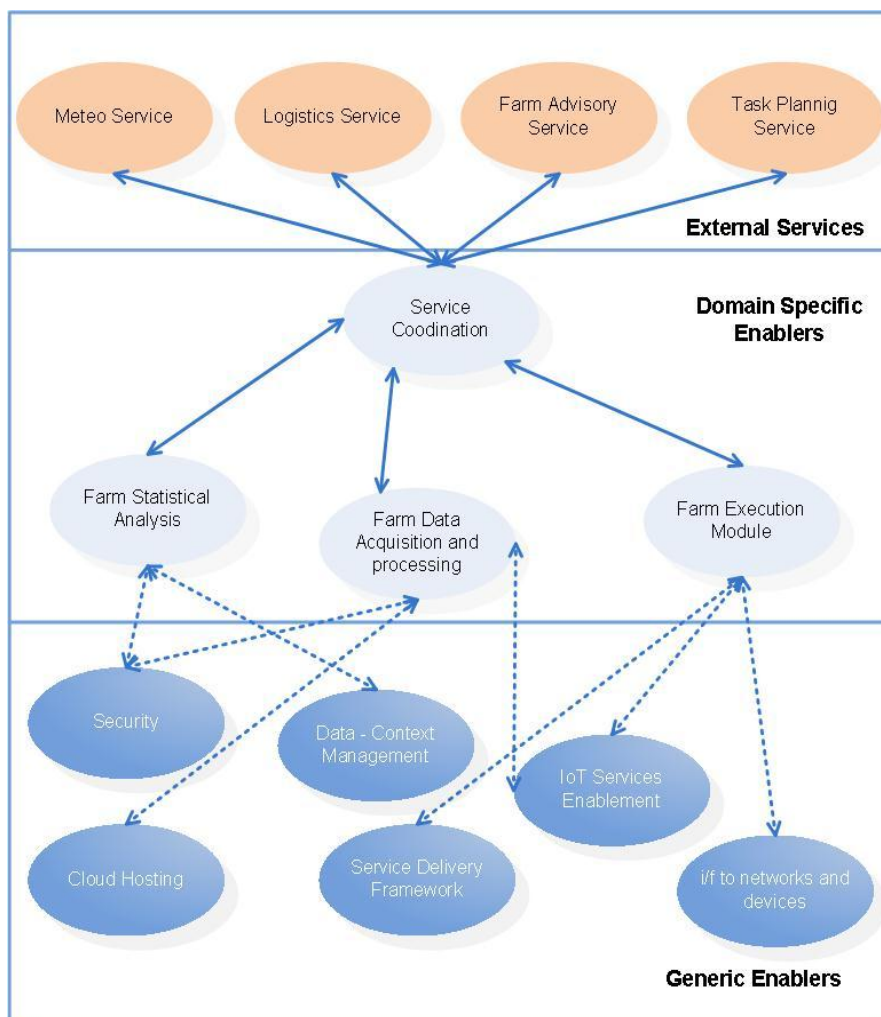 Meteo Service
Logistics Service
Farm Advisory
Service
Task Plannig
Service
External Services
Service
Coodination
Domain Specific
Enablers
Farm Statistical
Analysis
Farm Data
Acquisition and
processing
Farm Execution
Module
Security
Data - Context
Management
IoT Services
Enablement
Cloud Hosting
Service Delivery
Framework
i/f to networks and
devices
Generic Enablers